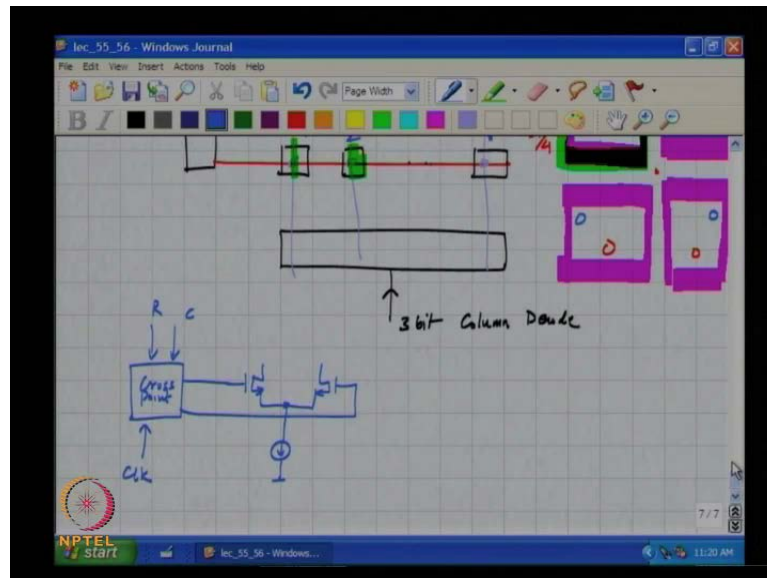 lec_55_56 - Windows Journal
File Edit View Insert Actions Tools Help
Page Width
B I
3 bit Column Decode
R C
Cross
Point
Clk
7 / 7
NPTEL
start
lec_55_56 - Windows...
11:20 AM